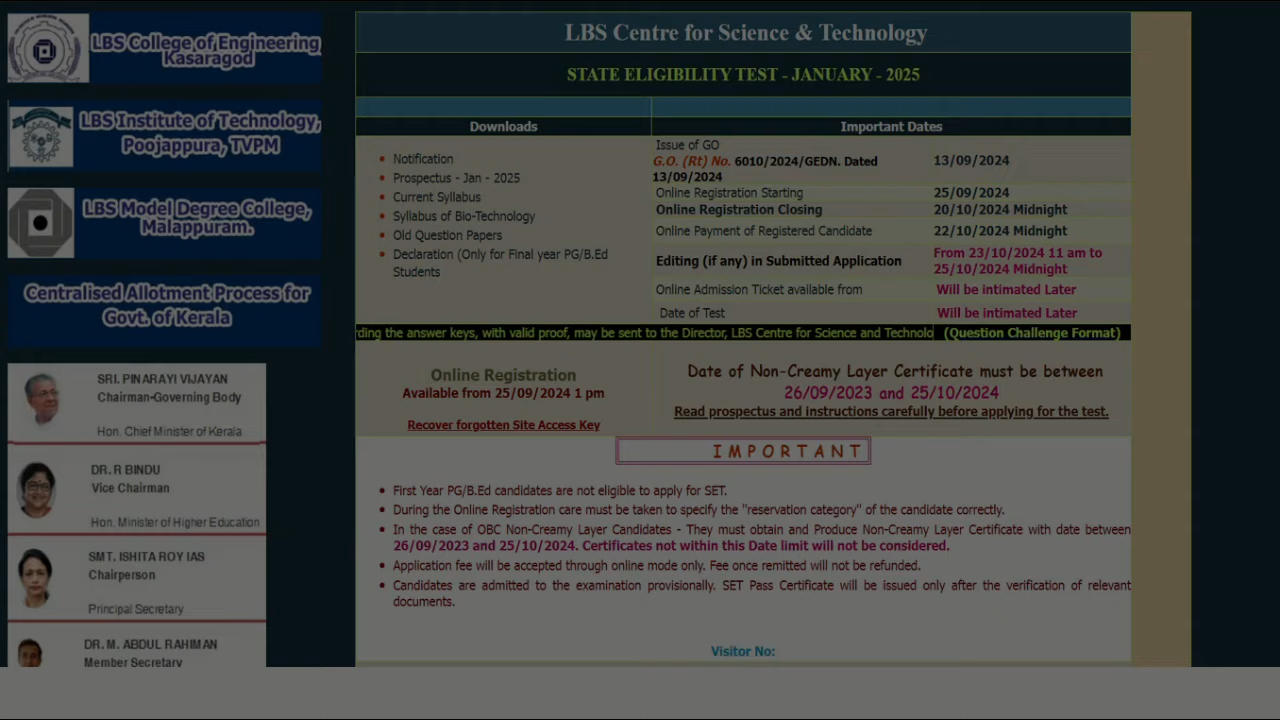 LBS College of Engineering,
Kasaragod
LBS Institute of Technology,
Poojappura, TVPM
LBS Model Degree College,
Malappuram.
Centralised Allotment Process for
Govt. of Kerala
SRI. PINARAYI VIJAYAN
Chairman-Governing Body
Hon. Chief Minister of Kerala
DR. R BINDU
Vice Chairman
Hon. Minister of Higher Education
SMT. ISHITA ROY IAS
Chairperson
Principal Secretary
DR. M. ABDUL RAHIMAN
Member Secretary
LBS Centre for Science & Technology
STATE ELIGIBILITY TEST - JANUARY - 2025
Downloads
Notification
Prospectus - Jan - 2025
Current Syllabus
Syllabus of Bio-Technology
Old Question Papers
Declaration (Only for Final year PG/B.Ed
Students
Important Dates
Issue of GO
G.O. (Rt) No. 6010/2024/GEDN. Dated
13/09/2024
13/09/2024
Online Registration Starting 25/09/2024
Online Registration Closing 20/10/2024 Midnight
Online Payment of Registered Candidate 22/10/2024 Midnight
Editing (if any) in Submitted Application From 23/10/2024 11 am to
25/10/2024 Midnight
Online Admission Ticket available from Will be intimated Later
Date of Test Will be intimated Later
rding the answer keys, with valid proof, may be sent to the Director, LBS Centre for Science and Technolo (Question Challenge Format)
Online Registration
Available from 25/09/2024 1 pm
Recover forgotten Site Access Key
Date of Non-Creamy Layer Certificate must be between
26/09/2023 and 25/10/2024
Read prospectus and instructions carefully before applying for the test.
IMPORTANT
First Year PG/B.Ed candidates are not eligible to apply for SET.
During the Online Registration care must be taken to specify the "reservation category" of the candidate correctly.
In the case of OBC Non-Creamy Layer Candidates - They must obtain and Produce Non-Creamy Layer Certificate with date between
26/09/2023 and 25/10/2024. Certificates not within this Date limit will not be considered.
Application fee will be accepted through online mode only. Fee once remitted will not be refunded.
Candidates are admitted to the examination provisionally. SET Pass Certificate will be issued only after the verification of relevant
documents.
Visitor No: